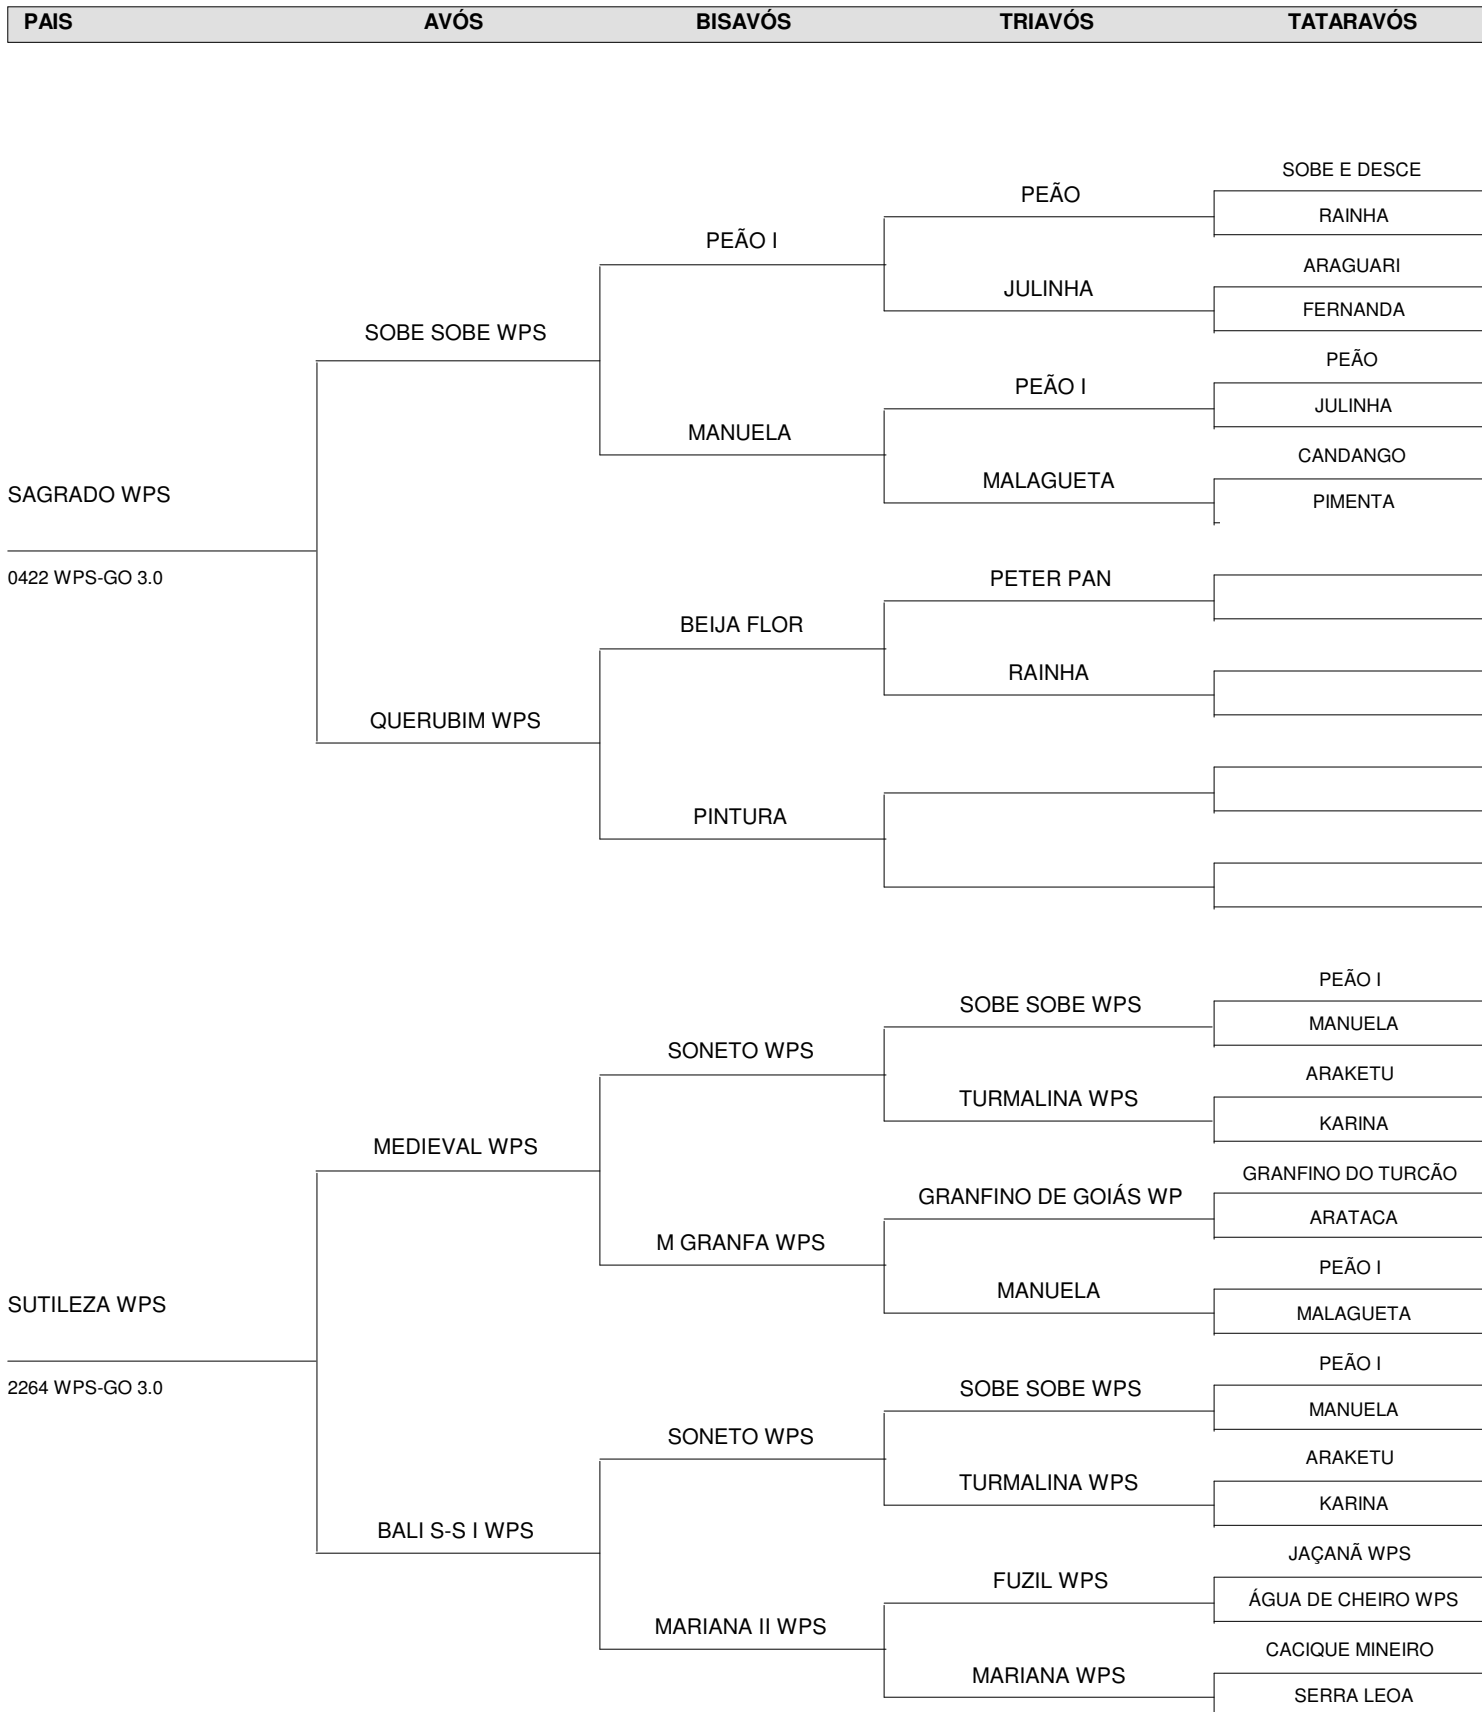 PAIS AVÓS BISAVÓS TRIAVÓS TATARAVÓS
SOBE E DESCE
PEÃO
RAINHA
PEÃO I
ARAGUARI
JULINHA
FERNANDA
SOBE SOBE WPS
PEÃO
PEÃO I
JULINHA
MANUELA
CANDANGO
MALAGUETA
SAGRADO WPS
PIMENTA
0422 WPS-GO 3.0
PETER PAN
BEIJA FLOR
RAINHA
QUERUBIM WPS
PINTURA
PEÃO I
SOBE SOBE WPS
MANUELA
SONETO WPS
ARAKETU
TURMALINA WPS
KARINA
MEDIEVAL WPS
GRANFINO DO TURCÃO
GRANFINO DE GOIÁS WP
ARATACA
M GRANFA WPS
PEÃO I
MANUELA
SUTILEZA WPS
MALAGUETA
PEÃO I
2264 WPS-GO 3.0
SOBE SOBE WPS
MANUELA
SONETO WPS
ARAKETU
TURMALINA WPS
KARINA
BALI S-S I WPS
JAÇANÃ WPS
FUZIL WPS
ÁGUA DE CHEIRO WPS
MARIANA II WPS
CACIQUE MINEIRO
MARIANA WPS
SERRA LEOA